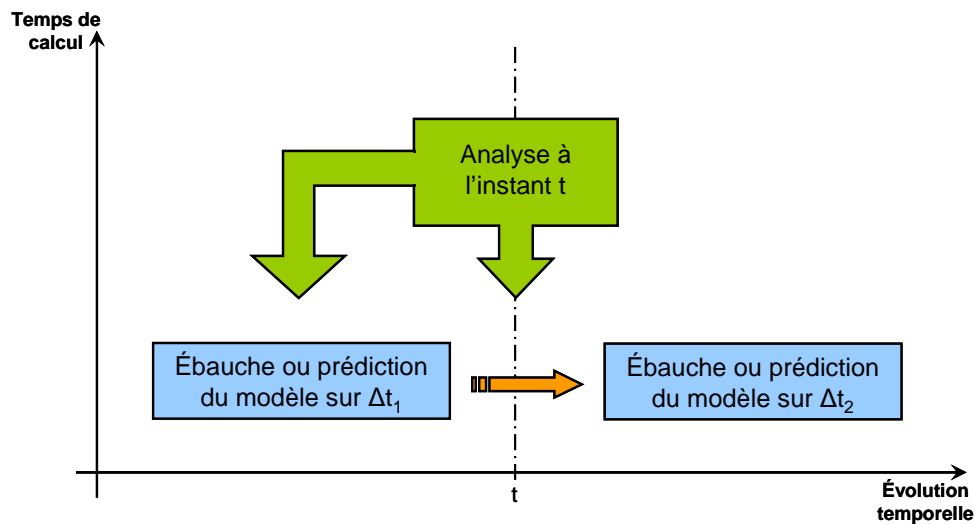 Temps de
calcul
Analyse à
l'instant t
Ébauche ou prédiction
du modèle sur Δt₁
Ébauche ou prédiction
du modèle sur Δt₂
t
Évolution
temporelle